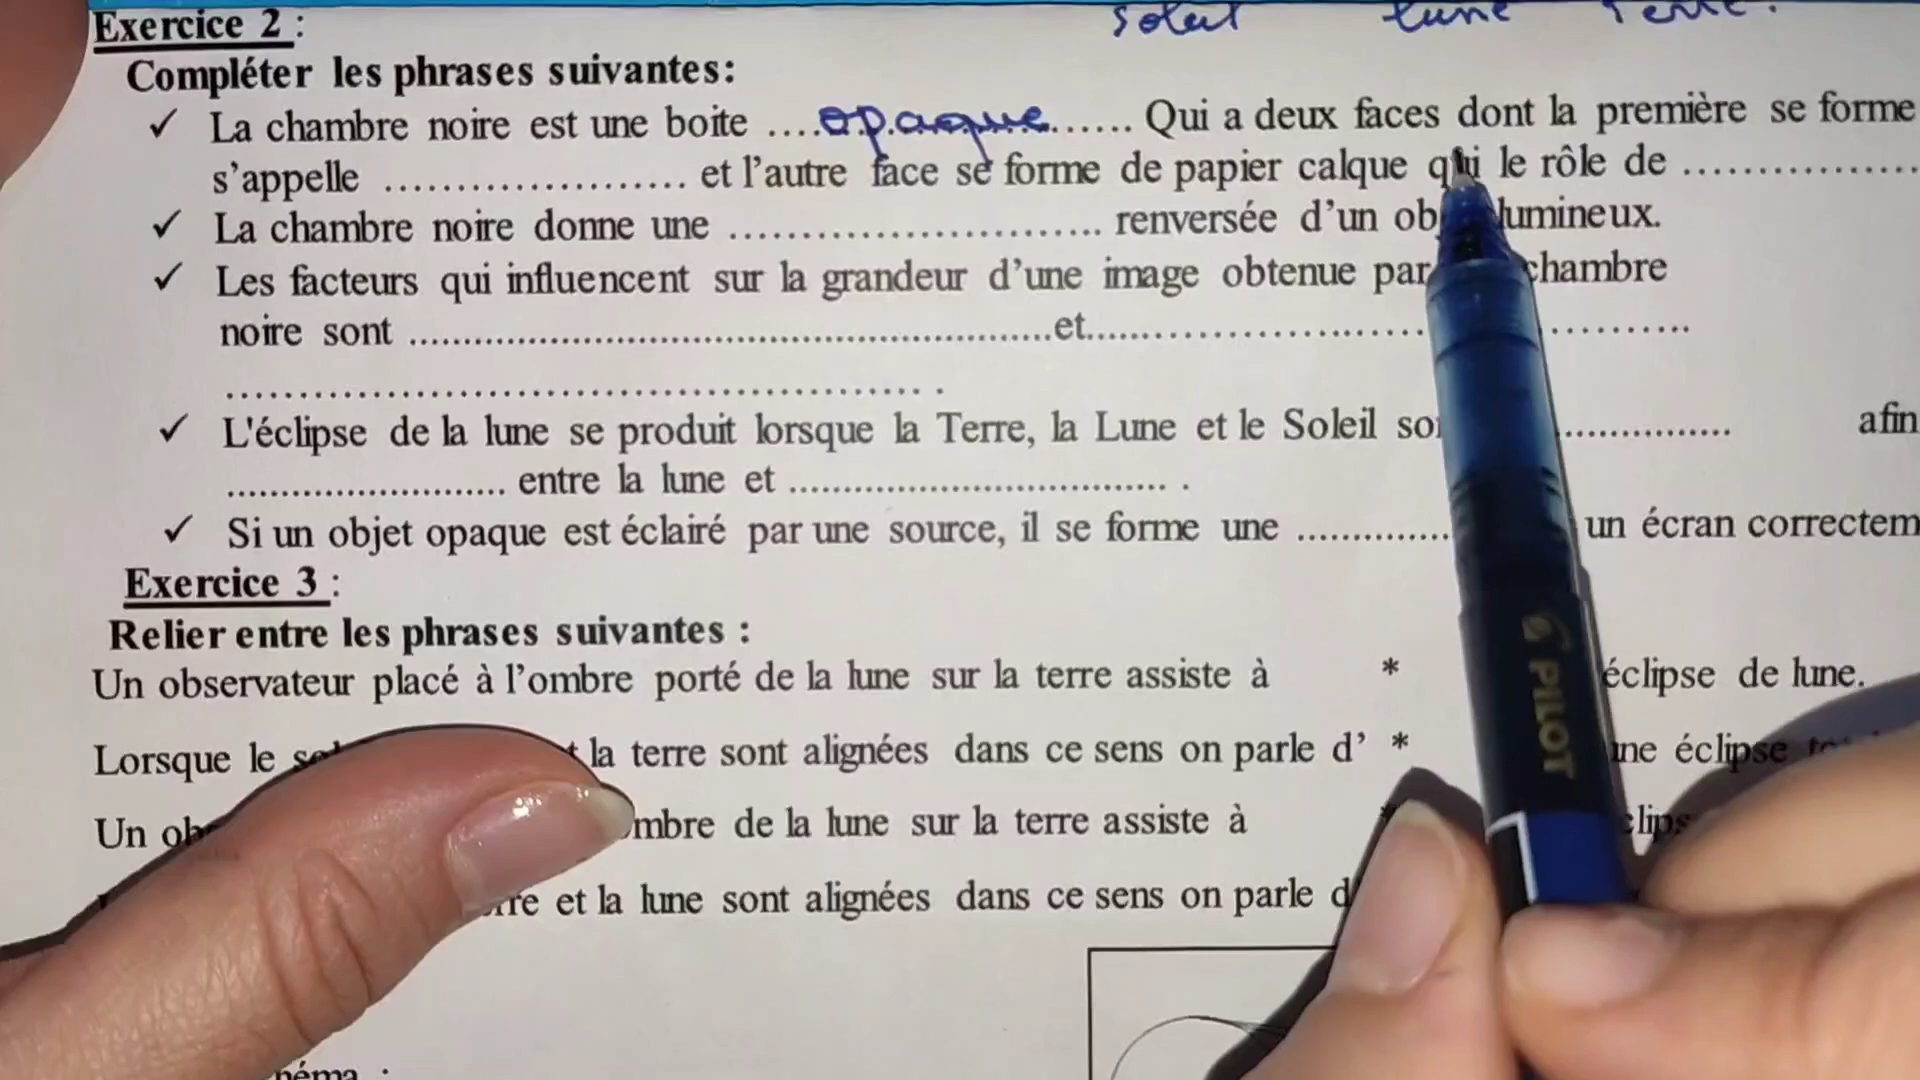 soleil lune Terre.
Exercice 2 :
Compléter les phrases suivantes:
✓ La chambre noire est une boite ....opaque...... Qui a deux faces dont la première se forme
s’appelle ..................... et l’autre face se forme de papier calque qui le rôle de ................
✓ La chambre noire donne une .......................... renversée d’un lumineux.
✓ Les facteurs qui influencent sur la grandeur d’une image obtenue par chambre
noire sont ............................................................et.............................................
................................................. .
✓ L'éclipse de la lune se produit lorsque la Terre, la Lune et le Soleil ................ afin
.......................... entre la lune et ................................... .
✓ Si un objet opaque est éclairé par une source, il se forme une ............... un écran
Exercice 3 :
Relier entre les phrases suivantes :
Un observateur placé à l’ombre porté de la lune sur la terre assiste à * éclipse de lune.
Lorsque le la terre sont alignées dans ce sens on parle d’ * éclipse
Un de la lune sur la terre assiste à
et la lune sont alignées dans ce sens on parle
PILOT